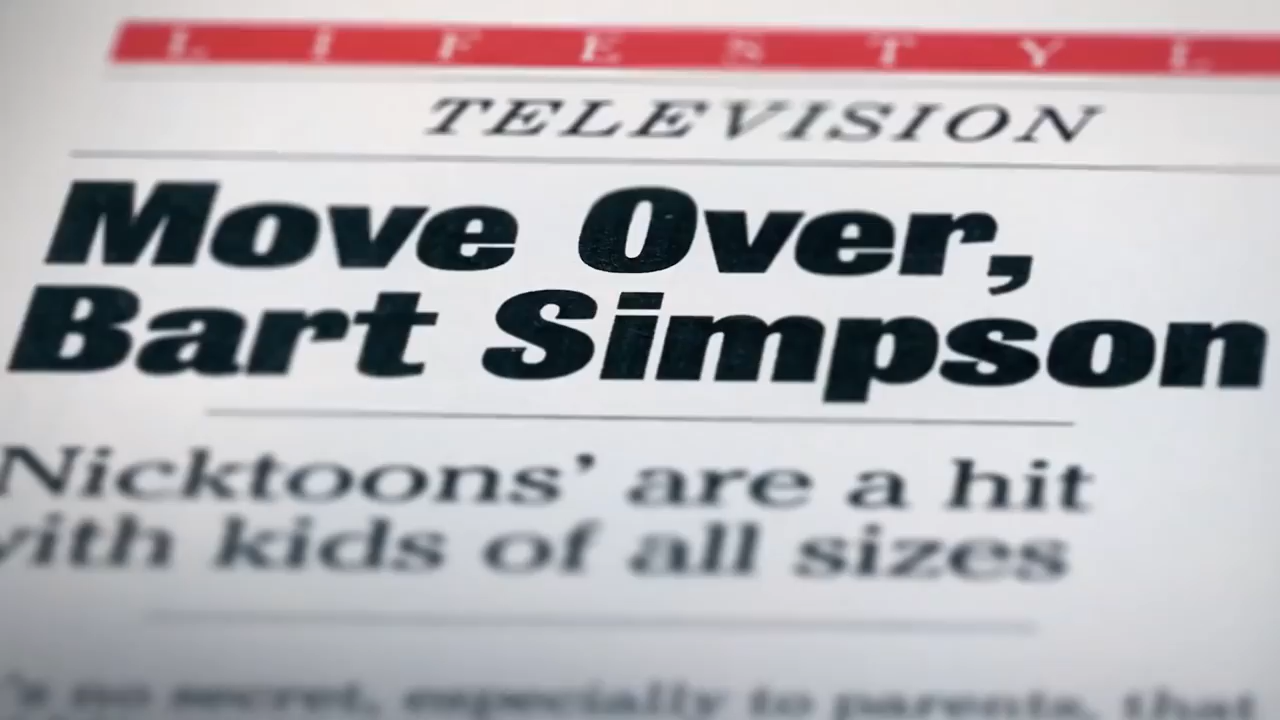 LIFESTYL
TELEVISION
Move Over,
Bart Simpson
Nicktoons’ are a hit
with kids of all sizes
’s no secret, especially to parents, that